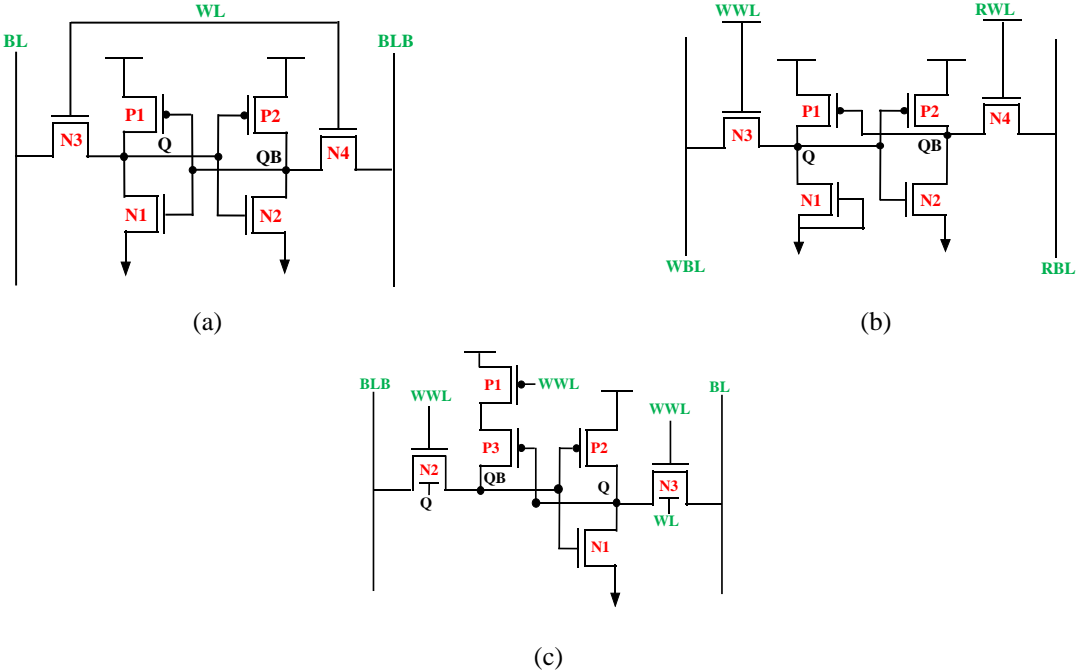 WL
BL
BLB
P1
P2
N3
Q
QB
N4
N1
N2
(a)
WWL
RWL
P1
P2
N3
N4
Q
QB
N1
N2
WBL
RBL
(b)
BLB
WWL
P1
WWL
WWL
BL
P3
P2
N2
QB
Q
N3
Q
WL
N1
(c)